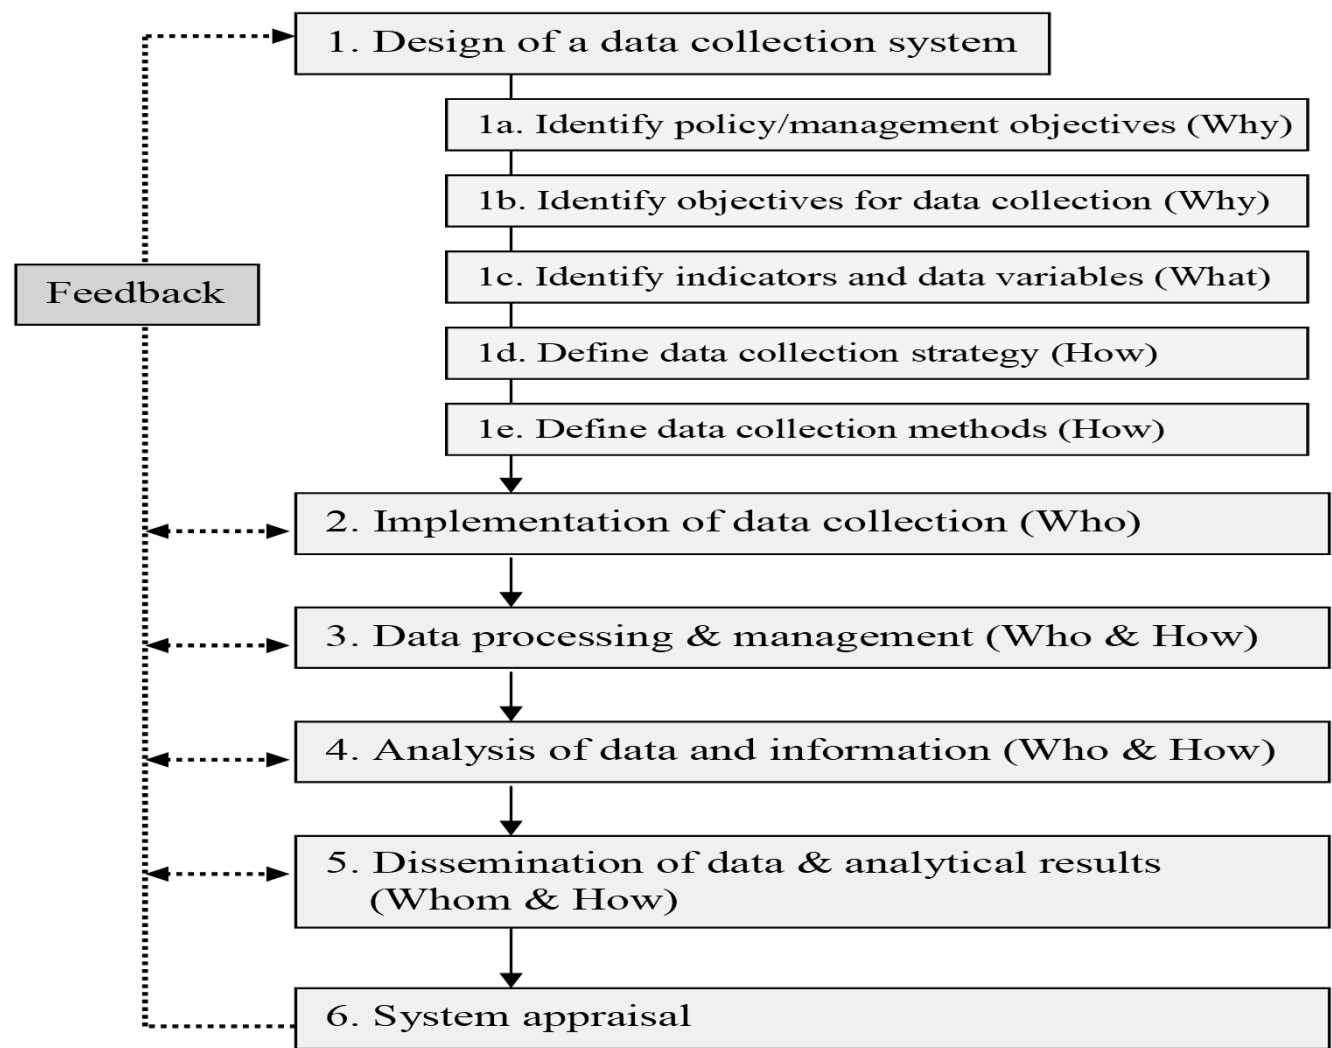 1. Design of a data collection system
1a. Identify policy/management objectives (Why)
1b. Identify objectives for data collection (Why)
1c. Identify indicators and data variables (What)
Feedback
1d. Define data collection strategy (How)
1e. Define data collection methods (How)
2. Implementation of data collection (Who)
3. Data processing & management (Who & How)
4. Analysis of data and information (Who & How)
5. Dissemination of data & analytical results
(Whom & How)
6. System appraisal